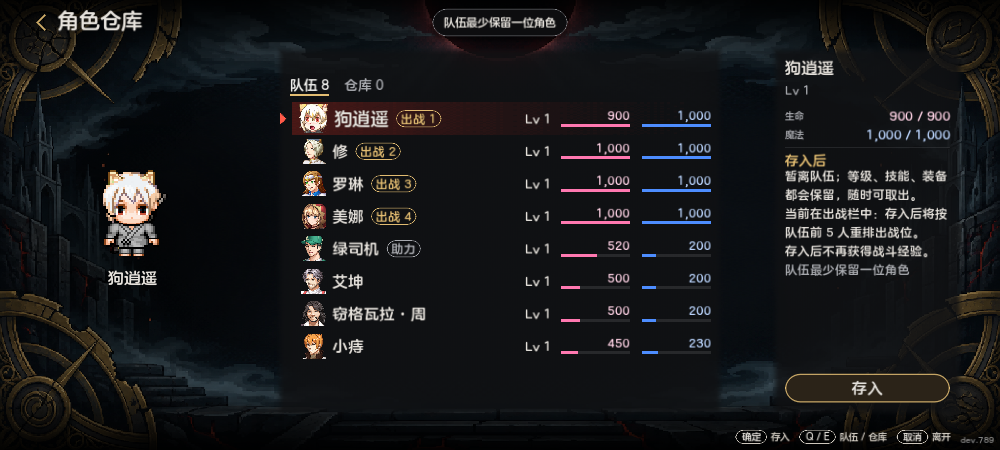 角色仓库
队伍最少保留一位角色
队伍 8 仓库 0
狗逍遥 出战 1 Lv 1 900 1,000
修 出战 2 Lv 1 1,000 1,000
罗琳 出战 3 Lv 1 1,000 1,000
美娜 出战 4 Lv 1 1,000 1,000
绿司机 助力 Lv 1 520 200
艾坤 Lv 1 500 200
窃格瓦拉·周 Lv 1 500 200
小痔 Lv 1 450 230
狗逍遥
狗逍遥
Lv 1
生命 900 / 900
魔法 1,000 / 1,000
存入后
暂离队伍；等级、技能、装备
都会保留，随时可取出。
当前在出战栏中：存入后将按
队伍前 5 人重排出战位。
存入后不再获得战斗经验。
队伍最少保留一位角色
存入
确定 存入 Q / E 队伍 / 仓库 取消 离开
dev.789